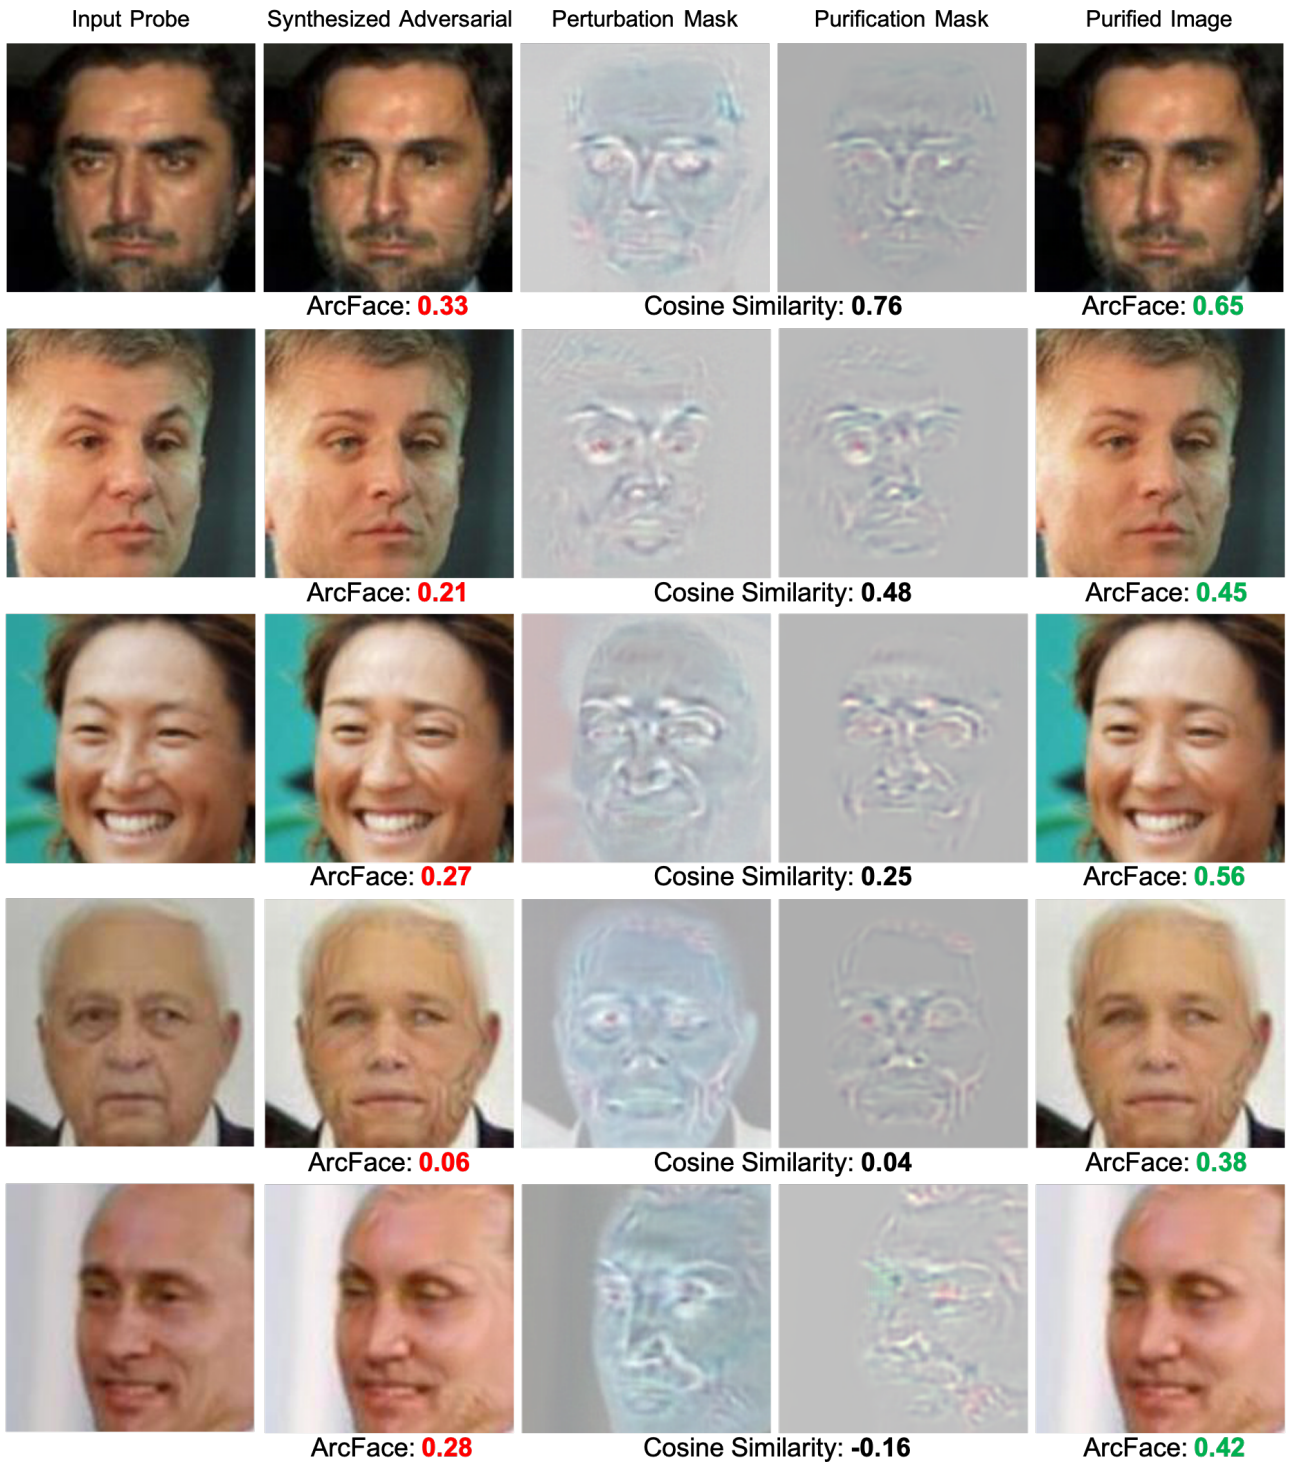 Input Probe Synthesized Adversarial Perturbation Mask Purification Mask Purified Image
ArcFace: 0.33 Cosine Similarity: 0.76 ArcFace: 0.65
ArcFace: 0.21 Cosine Similarity: 0.48 ArcFace: 0.45
ArcFace: 0.27 Cosine Similarity: 0.25 ArcFace: 0.56
ArcFace: 0.06 Cosine Similarity: 0.04 ArcFace: 0.38
ArcFace: 0.28 Cosine Similarity: -0.16 ArcFace: 0.42